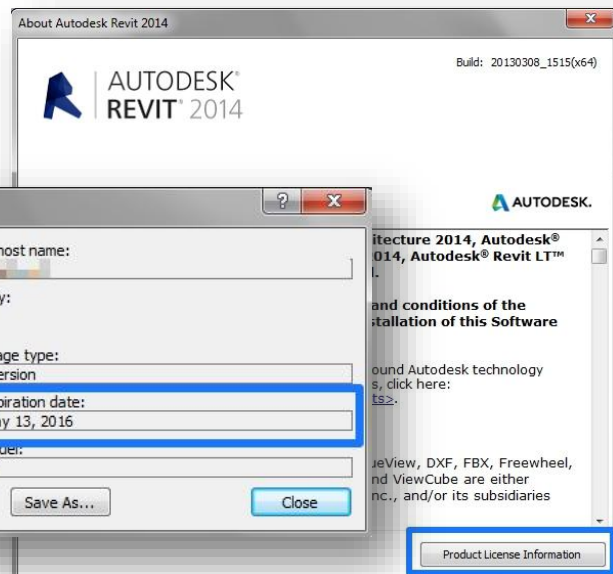 About Autodesk Revit 2014
Build: 20130308_1515(x64)
AUTODESK®
REVIT® 2014
AUTODESK.
itecture 2014, Autodesk®
014, Autodesk® Revit LT™
and conditions of the
stallation of this Software
ound Autodesk technology
s, click here:
ts>.
ueView, DXF, FBX, Freewheel,
nd ViewCube are either
nc., and/or its subsidiaries
Product License Information
host name:
y:
age type:
ersion
piration date:
y 13, 2016
Save As...
Close